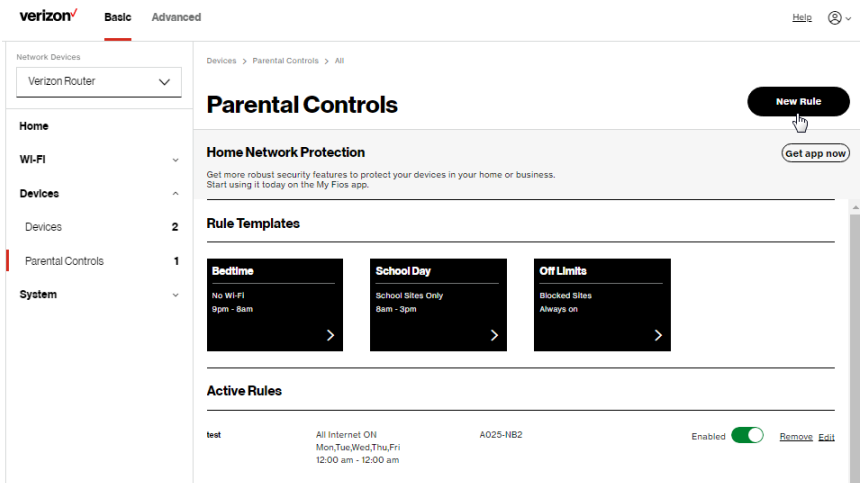 verizon✓
Basic
Advanced
Help
Network Devices
Verizon Router
Home
Wi-Fi
Devices
Devices 2
Parental Controls 1
System
Devices > Parental Controls > All
Parental Controls
New Rule
Home Network Protection
Get app now
Get more robust security features to protect your devices in your home or business.
Start using it today on the My Fios app.
Rule Templates
Bedtime
No Wi-Fi
9pm - 8am
School Day
School Sites Only
8am - 3pm
Off Limits
Blocked Sites
Always on
Active Rules
test
All Internet ON
Mon,Tue,Wed,Thu,Fri
12:00 am - 12:00 am
A025-NB2
Enabled
Remove Edit